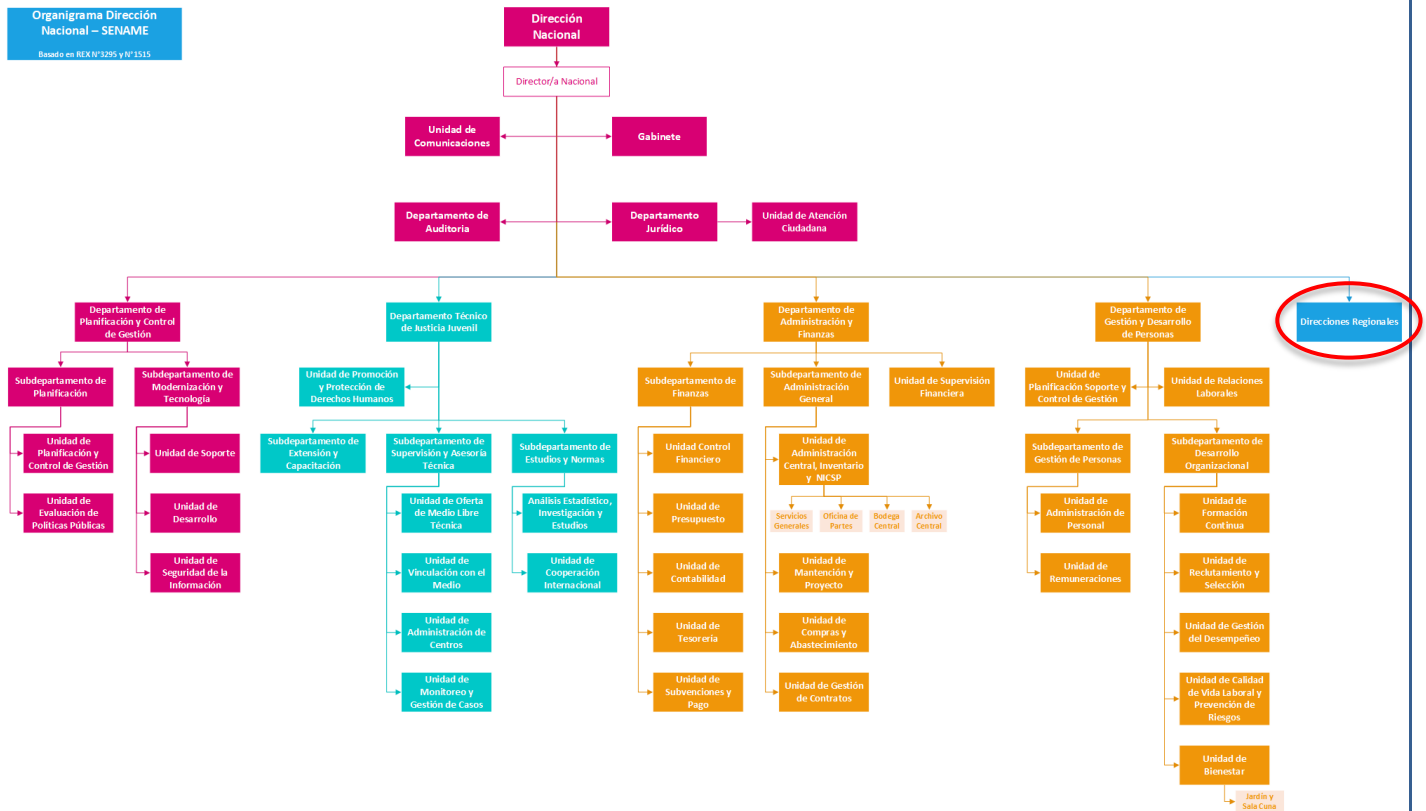 Organigrama Dirección
Nacional – SENAME
Basado en REX N°3295 y N°1515
Dirección
Nacional
Director/a Nacional
Unidad de
Comunicaciones
Gabinete
Departamento de
Auditoria
Departamento
Jurídico
Unidad de Atención
Ciudadana
Departamento de
Planificación y Control
de Gestión
Departamento Técnico
de Justicia Juvenil
Departamento de
Administración y
Finanzas
Departamento de
Gestión y Desarrollo
de Personas
Direcciones Regionales
Subdepartamento de
Planificación
Subdepartamento de
Modernización y
Tecnología
Unidad de Promoción
y Protección de
Derechos Humanos
Subdepartamento de
Finanzas
Subdepartamento de
Administración
General
Unidad de Supervisión
Financiera
Unidad de
Planificación Soporte y
Control de Gestión
Unidad de Relaciones
Laborales
Unidad de
Planificación y
Control de Gestión
Unidad de Soporte
Subdepartamento de
Extensión y
Capacitación
Subdepartamento de
Supervisión y Asesoría
Técnica
Subdepartamento de
Estudios y Normas
Unidad Control
Financiero
Unidad de
Administración
Central, Inventario
y NICSP
Subdepartamento de
Gestión de Personas
Subdepartamento de
Desarrollo
Organizacional
Unidad de
Evaluación de
Políticas Públicas
Unidad de
Desarrollo
Unidad de Oferta
de Medio Libre
Técnica
Análisis Estadístico,
Investigación y
Estudios
Unidad de
Presupuesto
Servicios
Generales
Oficina de
Partes
Bodega
Central
Archivo
Central
Unidad de
Administración de
Personal
Unidad de
Formación
Continua
Unidad de
Seguridad de la
Información
Unidad de
Vinculación con el
Medio
Unidad de
Cooperación
Internacional
Unidad de
Contabilidad
Unidad de
Mantención y
Proyecto
Unidad de
Remuneraciones
Unidad de
Reclutamiento y
Selección
Unidad de
Administración de
Centros
Unidad de
Tesorería
Unidad de
Compras y
Abastecimiento
Unidad de Gestión
del Desempeñeo
Unidad de
Monitoreo y
Gestión de Casos
Unidad de
Subvenciones y
Pago
Unidad de Gestión
de Contratos
Unidad de Calidad
de Vida Laboral y
Prevención de
Riesgos
Unidad de
Bienestar
Jardín y
Sala Cuna